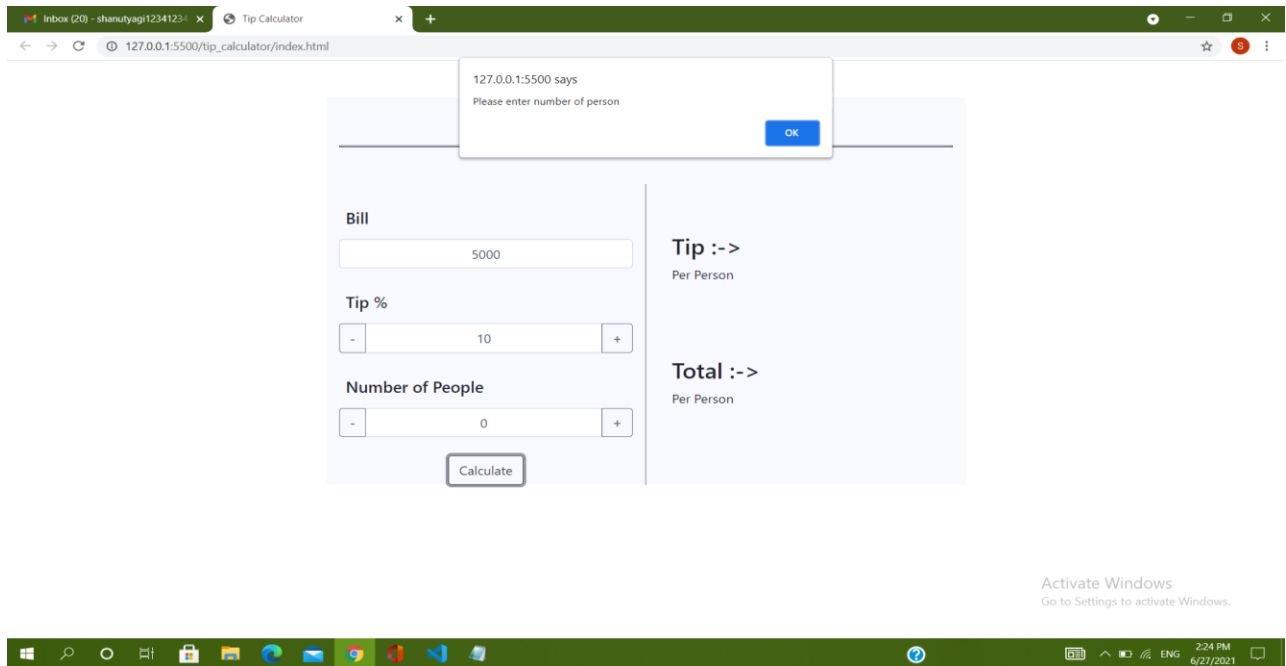 Inbox (20) - shanutyagi12341234
Tip Calculator
127.0.0.1:5500/tip_calculator/index.html
S
127.0.0.1:5500 says
Please enter number of person
OK
Bill
5000
Tip %
- 10 +
Number of People
- 0 +
Calculate
Tip :->
Per Person
Total :->
Per Person
Activate Windows
Go to Settings to activate Windows.
ENG
2:24 PM
6/27/2021